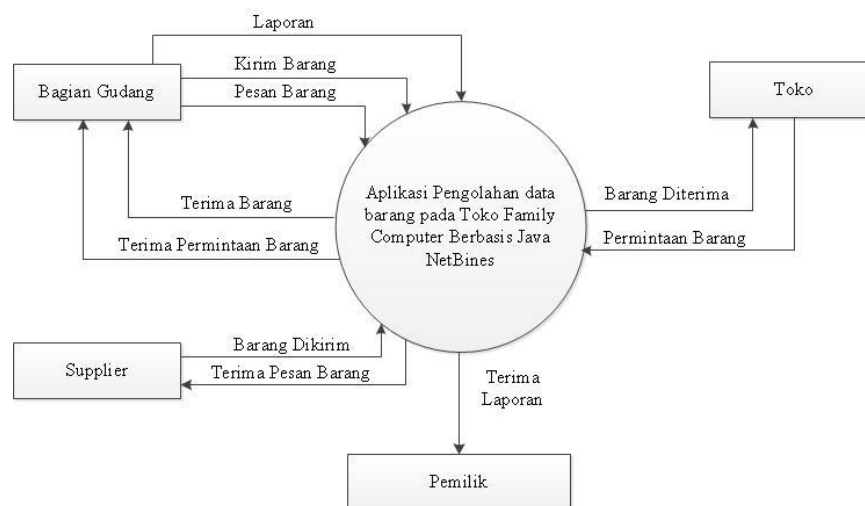 Laporan
Kirim Barang
Pesan Barang
Bagian Gudang
Toko
Aplikasi Pengolahan data
barang pada Toko Family
Computer Berbasis Java
NetBines
Terima Barang
Terima Permintaan Barang
Barang Diterima
Permintaan Barang
Supplier
Barang Dikirim
Terima Pesan Barang
Terima
Laporan
Pemilik